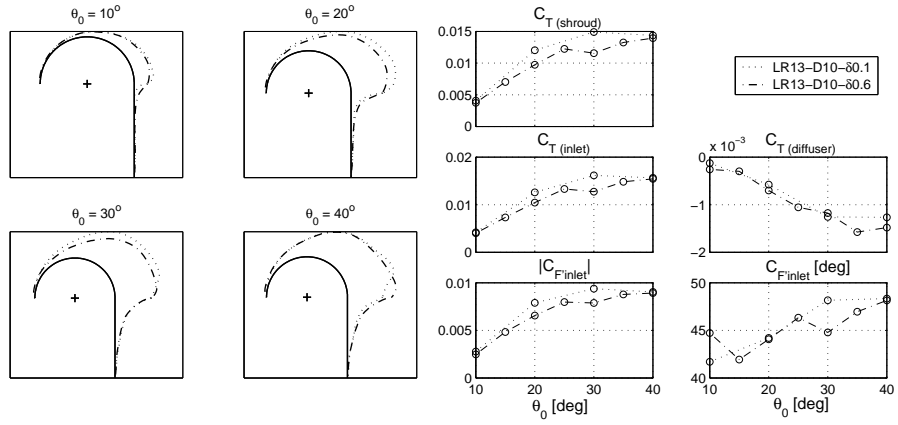 θ0 = 10o
θ0 = 20o
θ0 = 30o
θ0 = 40o
CT (shroud)
0.015
0.01
0.005
0
CT (inlet)
0.02
0.01
0
|CF'inlet|
0.01
0.005
0
10 20 30 40
θ0 [deg]
LR13−D10−δ0.1
LR13−D10−δ0.6
x 10−3
CT (diffuser)
0
−1
−2
CF'inlet [deg]
50
45
40
10 20 30 40
θ0 [deg]